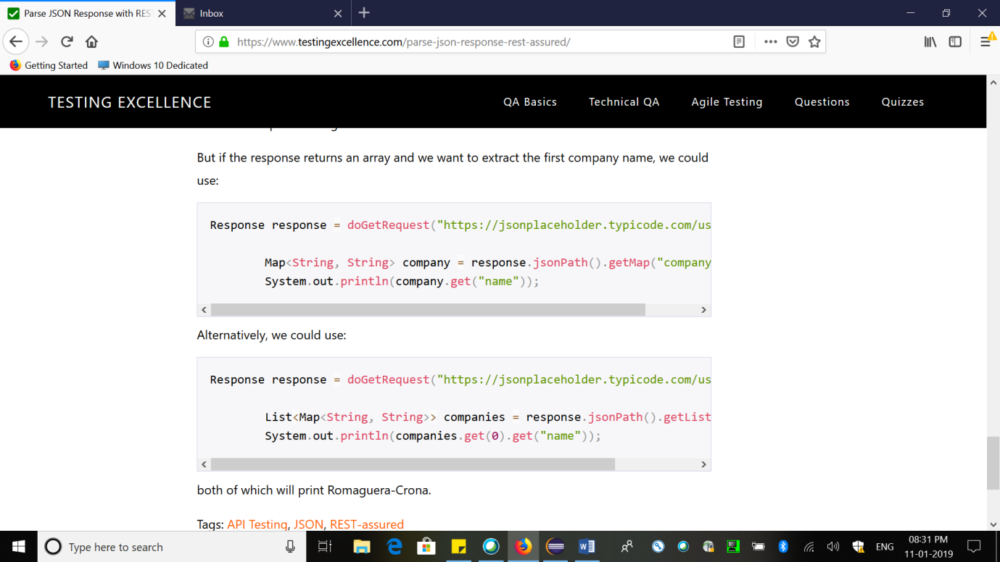 Parse JSON Response with RES
Inbox
https://www.testingexcellence.com/parse-json-response-rest-assured/
Getting Started
Windows 10 Dedicated
TESTING EXCELLENCE
QA Basics
Technical QA
Agile Testing
Questions
Quizzes
But if the response returns an array and we want to extract the first company name, we could
use:
Response response = doGetRequest("https://jsonplaceholder.typicode.com/us
Map<String, String> company = response.jsonPath().getMap("company
System.out.println(company.get("name"));
Alternatively, we could use:
Response response = doGetRequest("https://jsonplaceholder.typicode.com/us
List<Map<String, String>> companies = response.jsonPath().getList
System.out.println(companies.get(0).get("name"));
both of which will print Romaguera-Crona.
Tags: API Testing, JSON, REST-assured
Type here to search
ENG
08:31 PM
11-01-2019